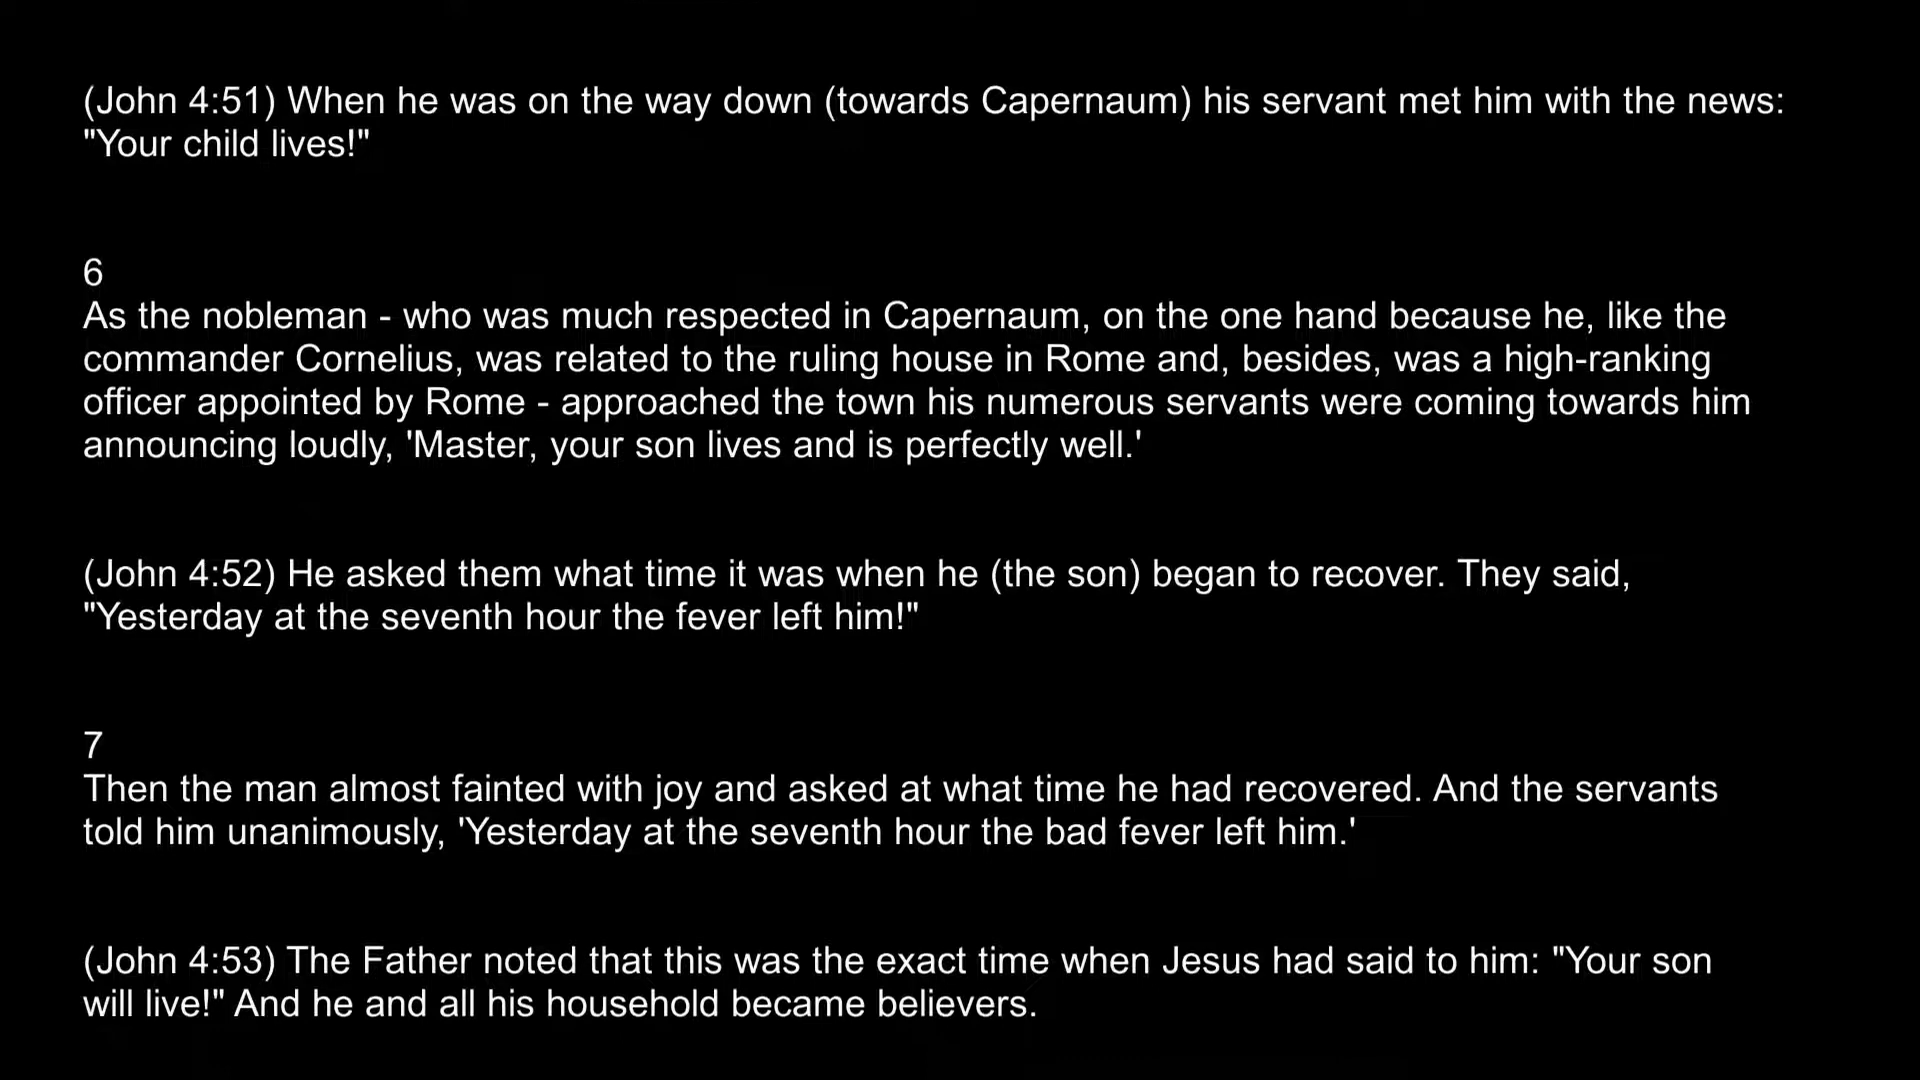 (John 4:51) When he was on the way down (towards Capernaum) his servant met him with the news:
"Your child lives!"
6
As the nobleman - who was much respected in Capernaum, on the one hand because he, like the
commander Cornelius, was related to the ruling house in Rome and, besides, was a high-ranking
officer appointed by Rome - approached the town his numerous servants were coming towards him
announcing loudly, 'Master, your son lives and is perfectly well.'
(John 4:52) He asked them what time it was when he (the son) began to recover. They said,
"Yesterday at the seventh hour the fever left him!"
7
Then the man almost fainted with joy and asked at what time he had recovered. And the servants
told him unanimously, 'Yesterday at the seventh hour the bad fever left him.'
(John 4:53) The Father noted that this was the exact time when Jesus had said to him: "Your son
will live!" And he and all his household became believers.